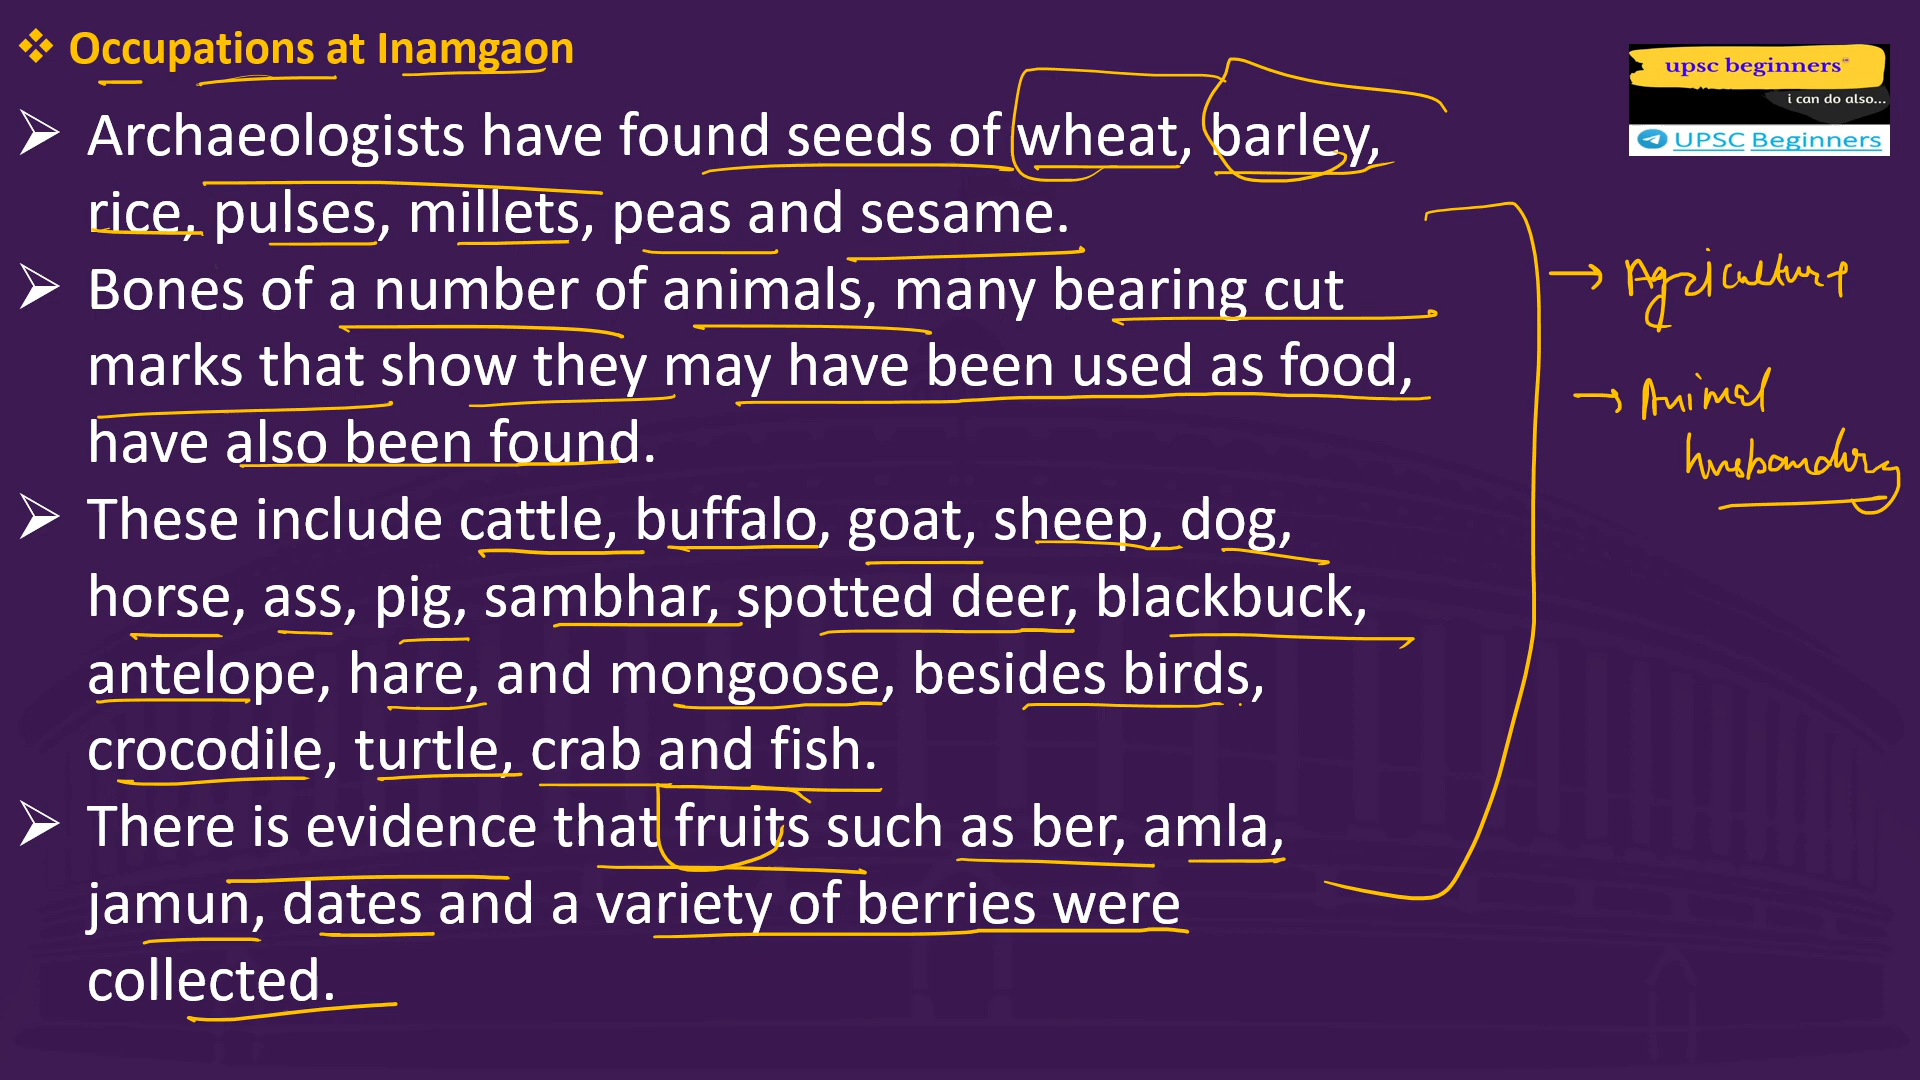 ❖ Occupations at Inamgaon
upsc beginners
i can do also...
UPSC Beginners
➢ Archaeologists have found seeds of wheat, barley,
rice, pulses, millets, peas and sesame.
➢ Bones of a number of animals, many bearing cut
marks that show they may have been used as food,
have also been found.
➢ These include cattle, buffalo, goat, sheep, dog,
horse, ass, pig, sambhar, spotted deer, blackbuck,
antelope, hare, and mongoose, besides birds,
crocodile, turtle, crab and fish.
➢ There is evidence that fruits such as ber, amla,
jamun, dates and a variety of berries were
collected.
→ Agriculture
→ Animal
husbandry